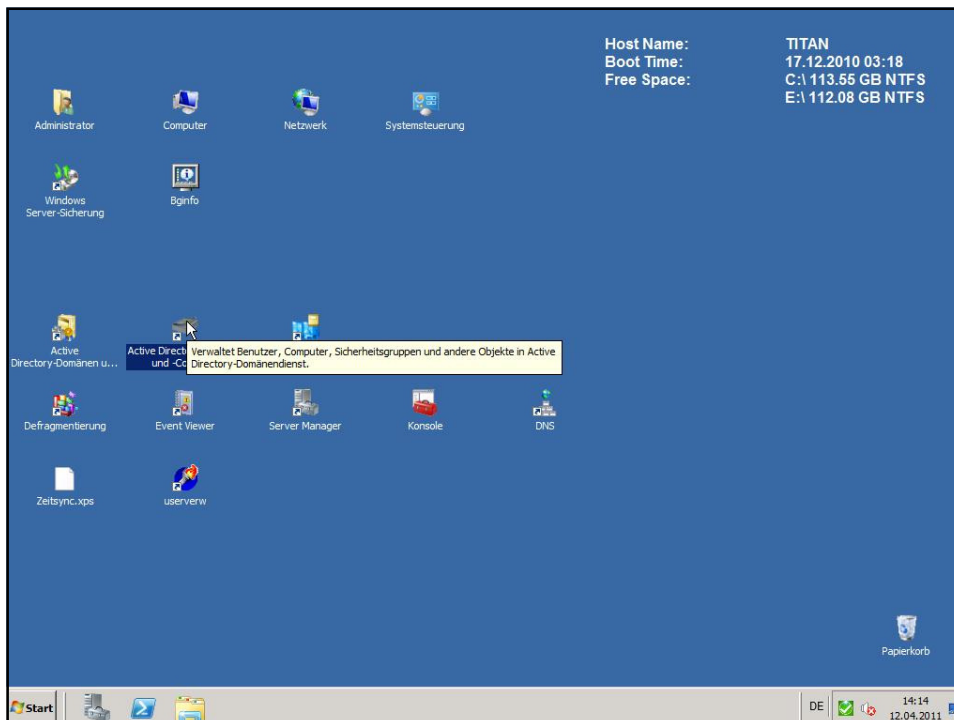 Host Name: TITAN
Boot Time: 17.12.2010 03:18
Free Space: C:\ 113.55 GB NTFS
E:\ 112.08 GB NTFS
Administrator
Computer
Netzwerk
Systemsteuerung
Windows
Server-Sicherung
Bginfo
Active
Directory-Domänen u...
Active Direct
und -Co
Verwaltet Benutzer, Computer, Sicherheitsgruppen und andere Objekte in Active
Directory-Domänendienst.
Defragmentierung
Event Viewer
Server Manager
Konsole
DNS
Zeitsync.xps
userverw
Papierkorb
Start
DE
14:14
12.04.2011